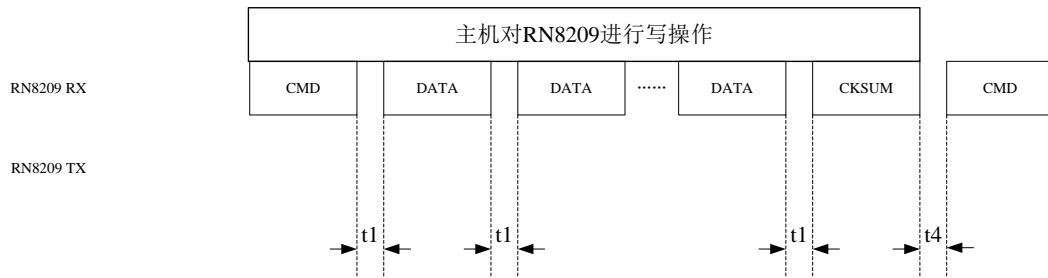 主机对RN8209进行写操作
RN8209 RX CMD DATA DATA ...... DATA CKSUM CMD
RN8209 TX
t1 t1 t1 t4